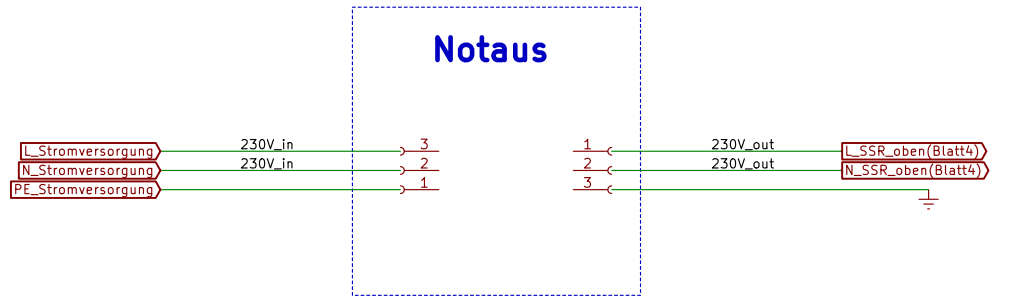 Notaus
L_Stromversorgung 230V_in 3 1 230V_out L_SSR_oben(Blatt4)
N_Stromversorgung 230V_in 2 2 230V_out N_SSR_oben(Blatt4)
PE_Stromversorgung 1 3